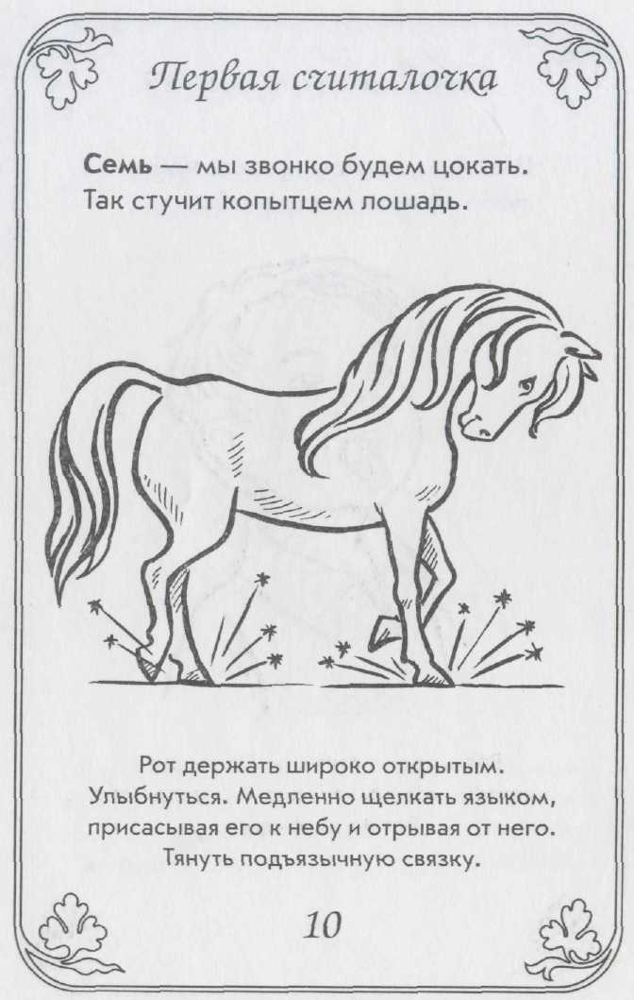 Первая считалочка
Семь — мы звонко будем цокать.
Так стучит копытцем лошадь.
Рот держать широко открытым.
Улыбнуться. Медленно щелкать языком,
присасывая его к небу и отрывая от него.
Тянуть подъязычную связку.
10